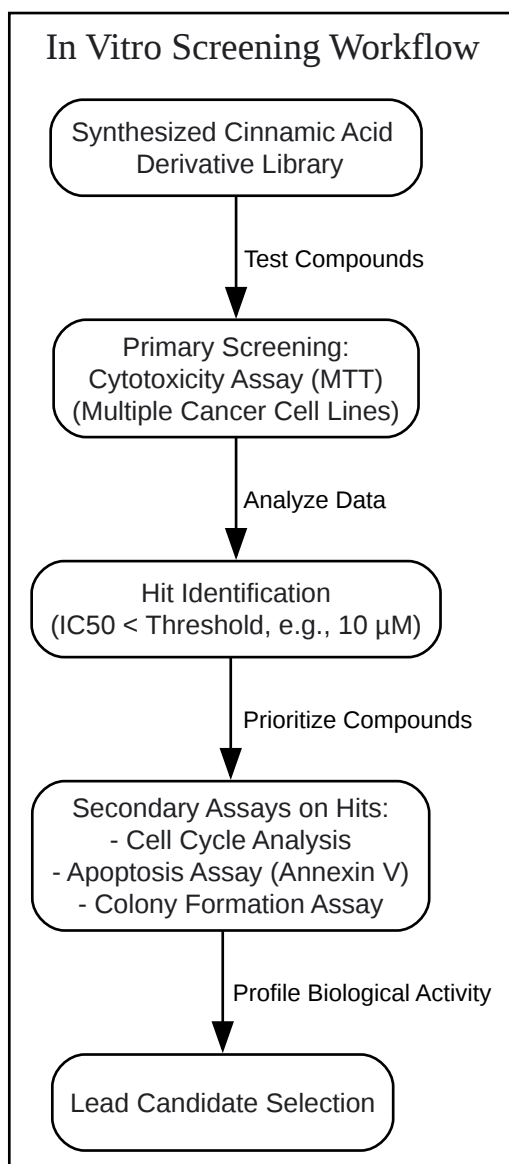 In Vitro Screening Workflow
Synthesized Cinnamic Acid
Derivative Library
Test Compounds
Primary Screening:
Cytotoxicity Assay (MTT)
(Multiple Cancer Cell Lines)
Analyze Data
Hit Identification
(IC50 < Threshold, e.g., 10 µM)
Prioritize Compounds
Secondary Assays on Hits:
- Cell Cycle Analysis
- Apoptosis Assay (Annexin V)
- Colony Formation Assay
Profile Biological Activity
Lead Candidate Selection